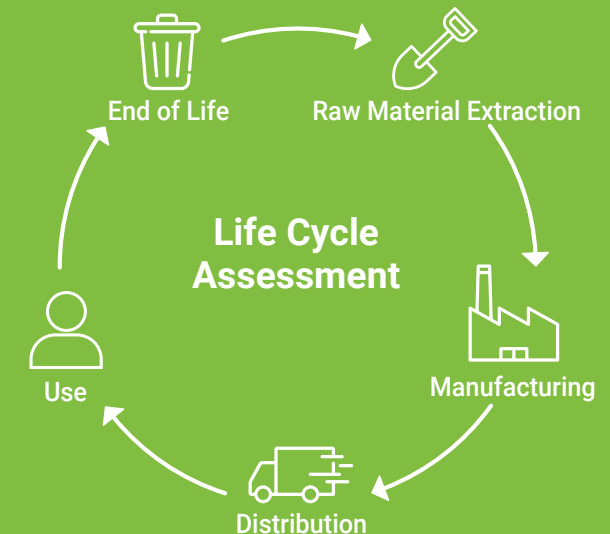 End of Life
Raw Material Extraction
Life Cycle
Assessment
Use
Manufacturing
Distribution